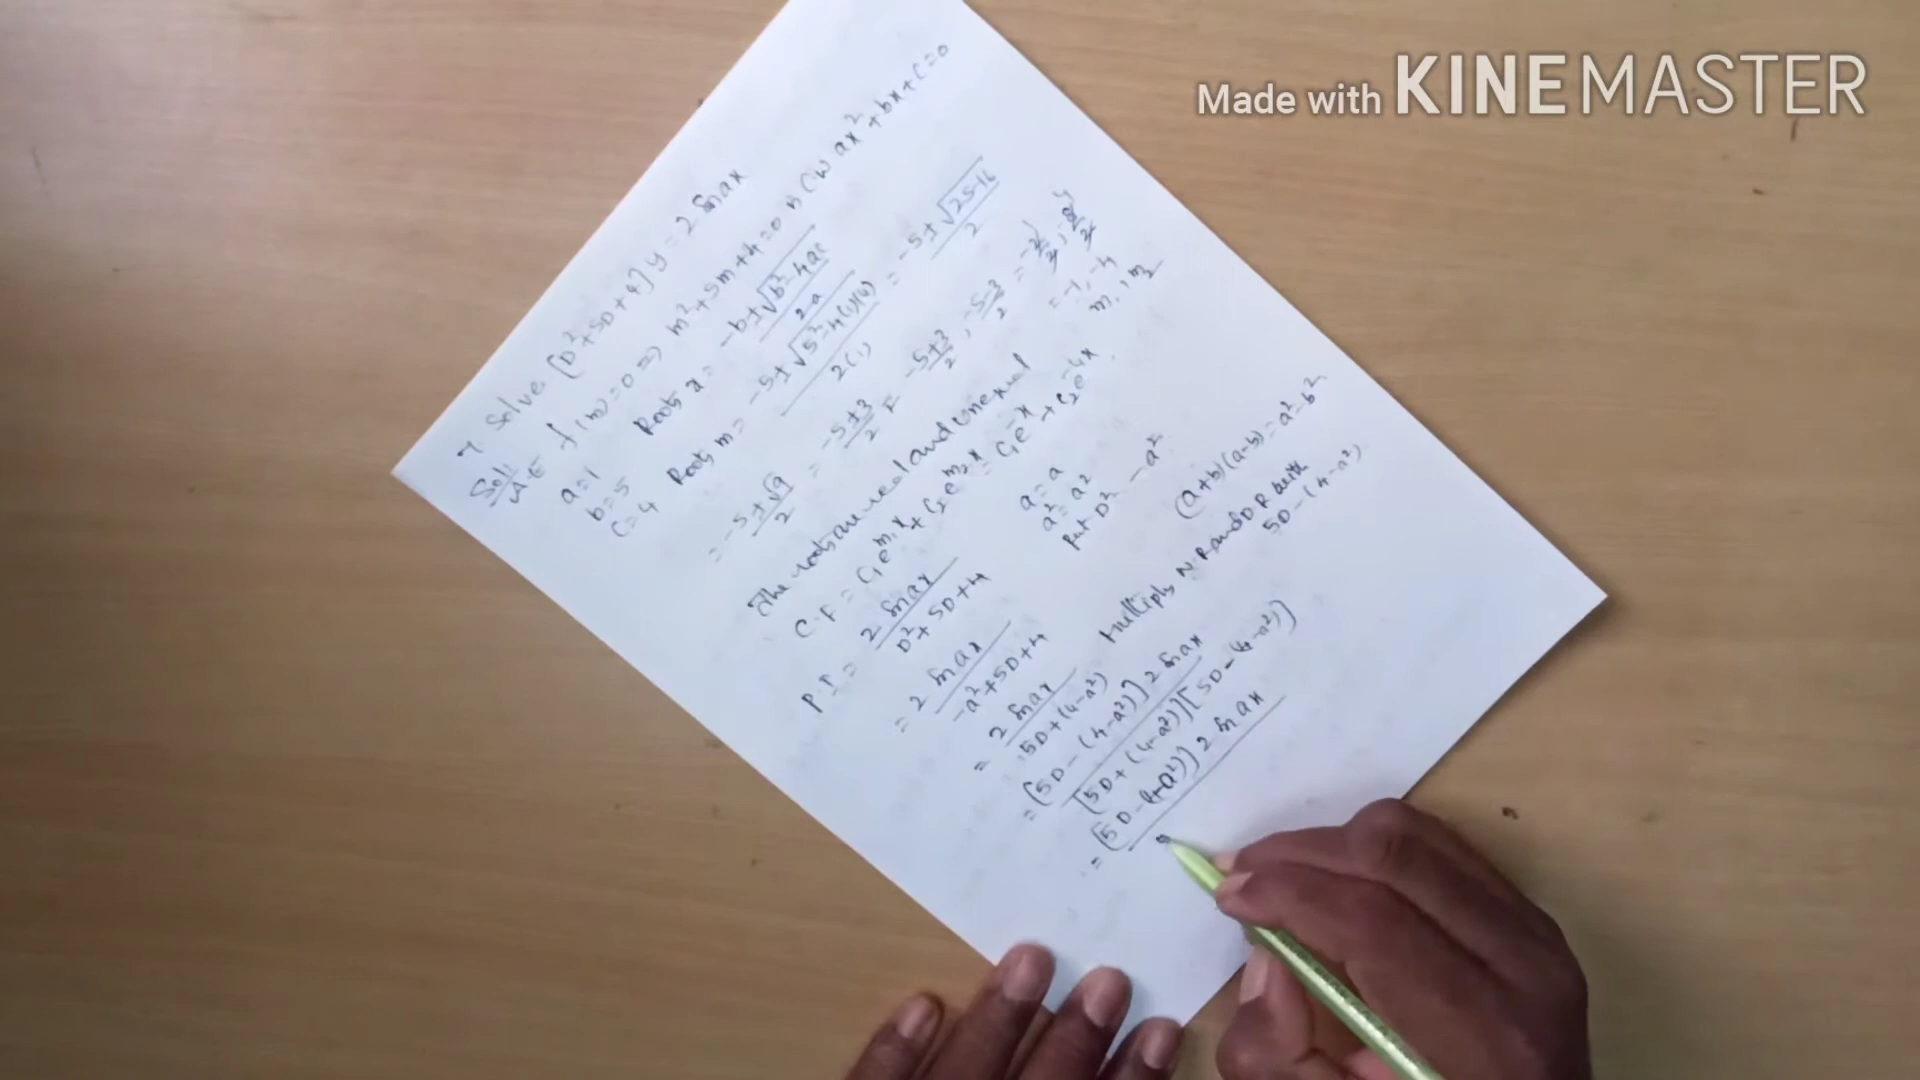 Made with KINEMASTER
7 Solve [D²+5D+4] y = 2 Sin ax
Soln
A.E f(m)=0 => m²+5m+4=0 ax²+bx+c=0
a=1
b=5
c=4
Roots x = -b±√b²-4ac / 2a
Roots m = -5±√5²-4(1)(4) / 2(1) = -5±√25-16 / 2
= -5±√9 / 2 = -5±3 / 2 = -5+3 / 2, -5-3 / 2 = -2/2, -8/2
= -1, -4
m₁, m₂
The roots are real and unequal
C.F = C₁e^m₁x + C₂e^m₂x = C₁e^-x + C₂e^-4x.
P.I = 2 Sin ax / D²+5D+4
a=a
a²=a²
Put D² = -a²
= 2 Sin ax / -a²+5D+4
= 2 Sin ax / 5D+(4-a²)
Multiply N.R and D.R with
5D-(4-a²)
(a+b)(a-b)=a²-b²
= [5D-(4-a²)] 2 Sin ax / [5D+(4-a²)][5D-(4-a²)]
= [5D-(4-a²)] 2 Sin ax